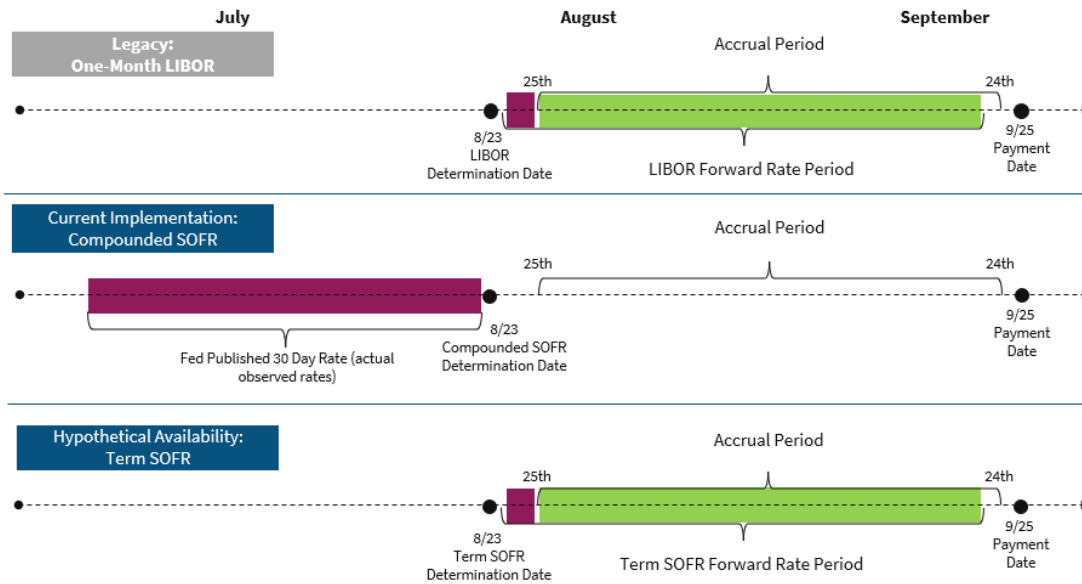 July
August
September
Legacy:
One-Month LIBOR
Accrual Period
25th
24th
8/23
LIBOR
Determination Date
LIBOR Forward Rate Period
9/25
Payment
Date
Current Implementation:
Compounded SOFR
Accrual Period
25th
24th
Fed Published 30 Day Rate (actual
observed rates)
8/23
Compounded SOFR
Determination Date
9/25
Payment
Date
Hypothetical Availability:
Term SOFR
Accrual Period
25th
24th
8/23
Term SOFR
Determination Date
Term SOFR Forward Rate Period
9/25
Payment
Date